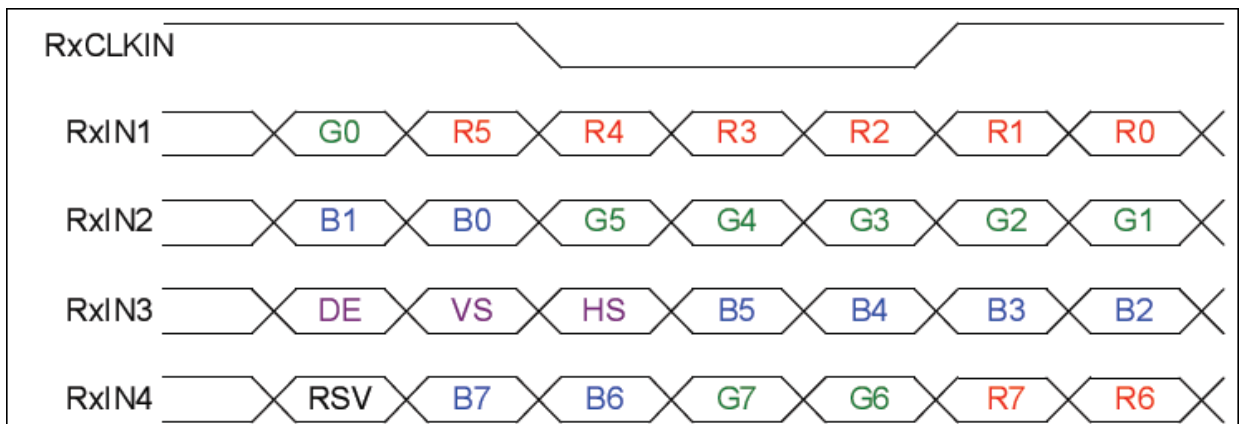 RxCLKIN
RxIN1 G0 R5 R4 R3 R2 R1 R0
RxIN2 B1 B0 G5 G4 G3 G2 G1
RxIN3 DE VS HS B5 B4 B3 B2
RxIN4 RSV B7 B6 G7 G6 R7 R6